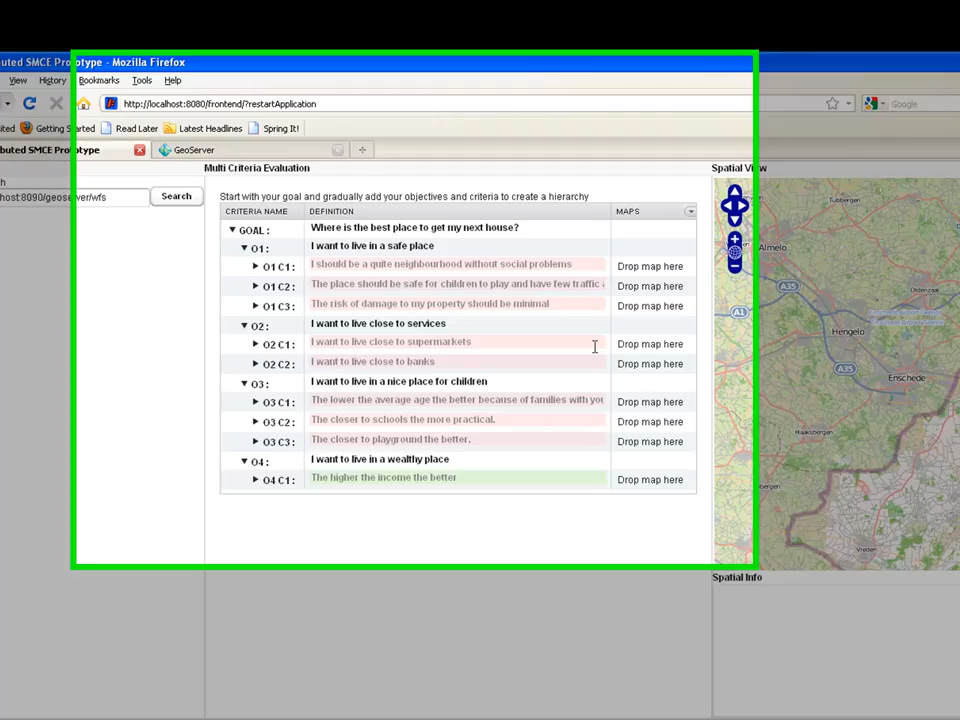 uted SMCE Prototype - Mozilla Firefox
View History Bookmarks Tools Help
http://localhost:8080/frontend/?restartApplication
Google
ited Getting Started Read Later Latest Headlines Spring It!
buted SMCE Prototype GeoServer
Multi Criteria Evaluation
Spatial View
host:8090/geoserver/wfs Search
Start with your goal and gradually add your objectives and criteria to create a hierarchy
CRITERIA NAME DEFINITION MAPS
GOAL : Where is the best place to get my next house?
O1 : I want to live in a safe place
O1 C1 : I should be a quite neighbourhood without social problems Drop map here
O1 C2 : The place should be safe for children to play and have few traffic Drop map here
O1 C3 : The risk of damage to my property should be minimal Drop map here
O2 : I want to live close to services
O2 C1 : I want to live close to supermarkets Drop map here
O2 C2 : I want to live close to banks Drop map here
O3 : I want to live in a nice place for children
O3 C1 : The lower the average age the better because of families with you Drop map here
O3 C2 : The closer to schools the more practical. Drop map here
O3 C3 : The closer to playground the better. Drop map here
O4 : I want to live in a wealthy place
O4 C1 : The higher the income the better Drop map here
Tubbergen
Almelo
A35
Oldenzaal
A1
Hengelo
A35
Enschede
Haaksbergen
Vreden
Spatial Info